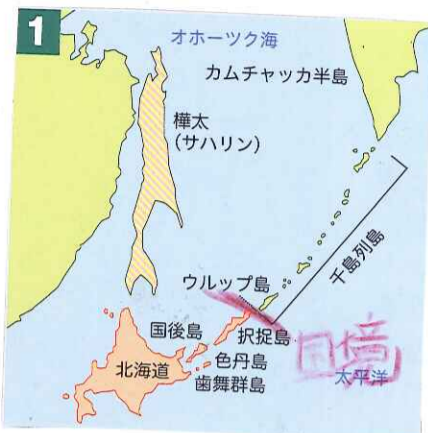 1
オホーツク海
カムチャッカ半島
樺太
（サハリン）
千島列島
ウルップ島
国後島
択捉島
国境
北海道
色丹島
歯舞群島
太平洋